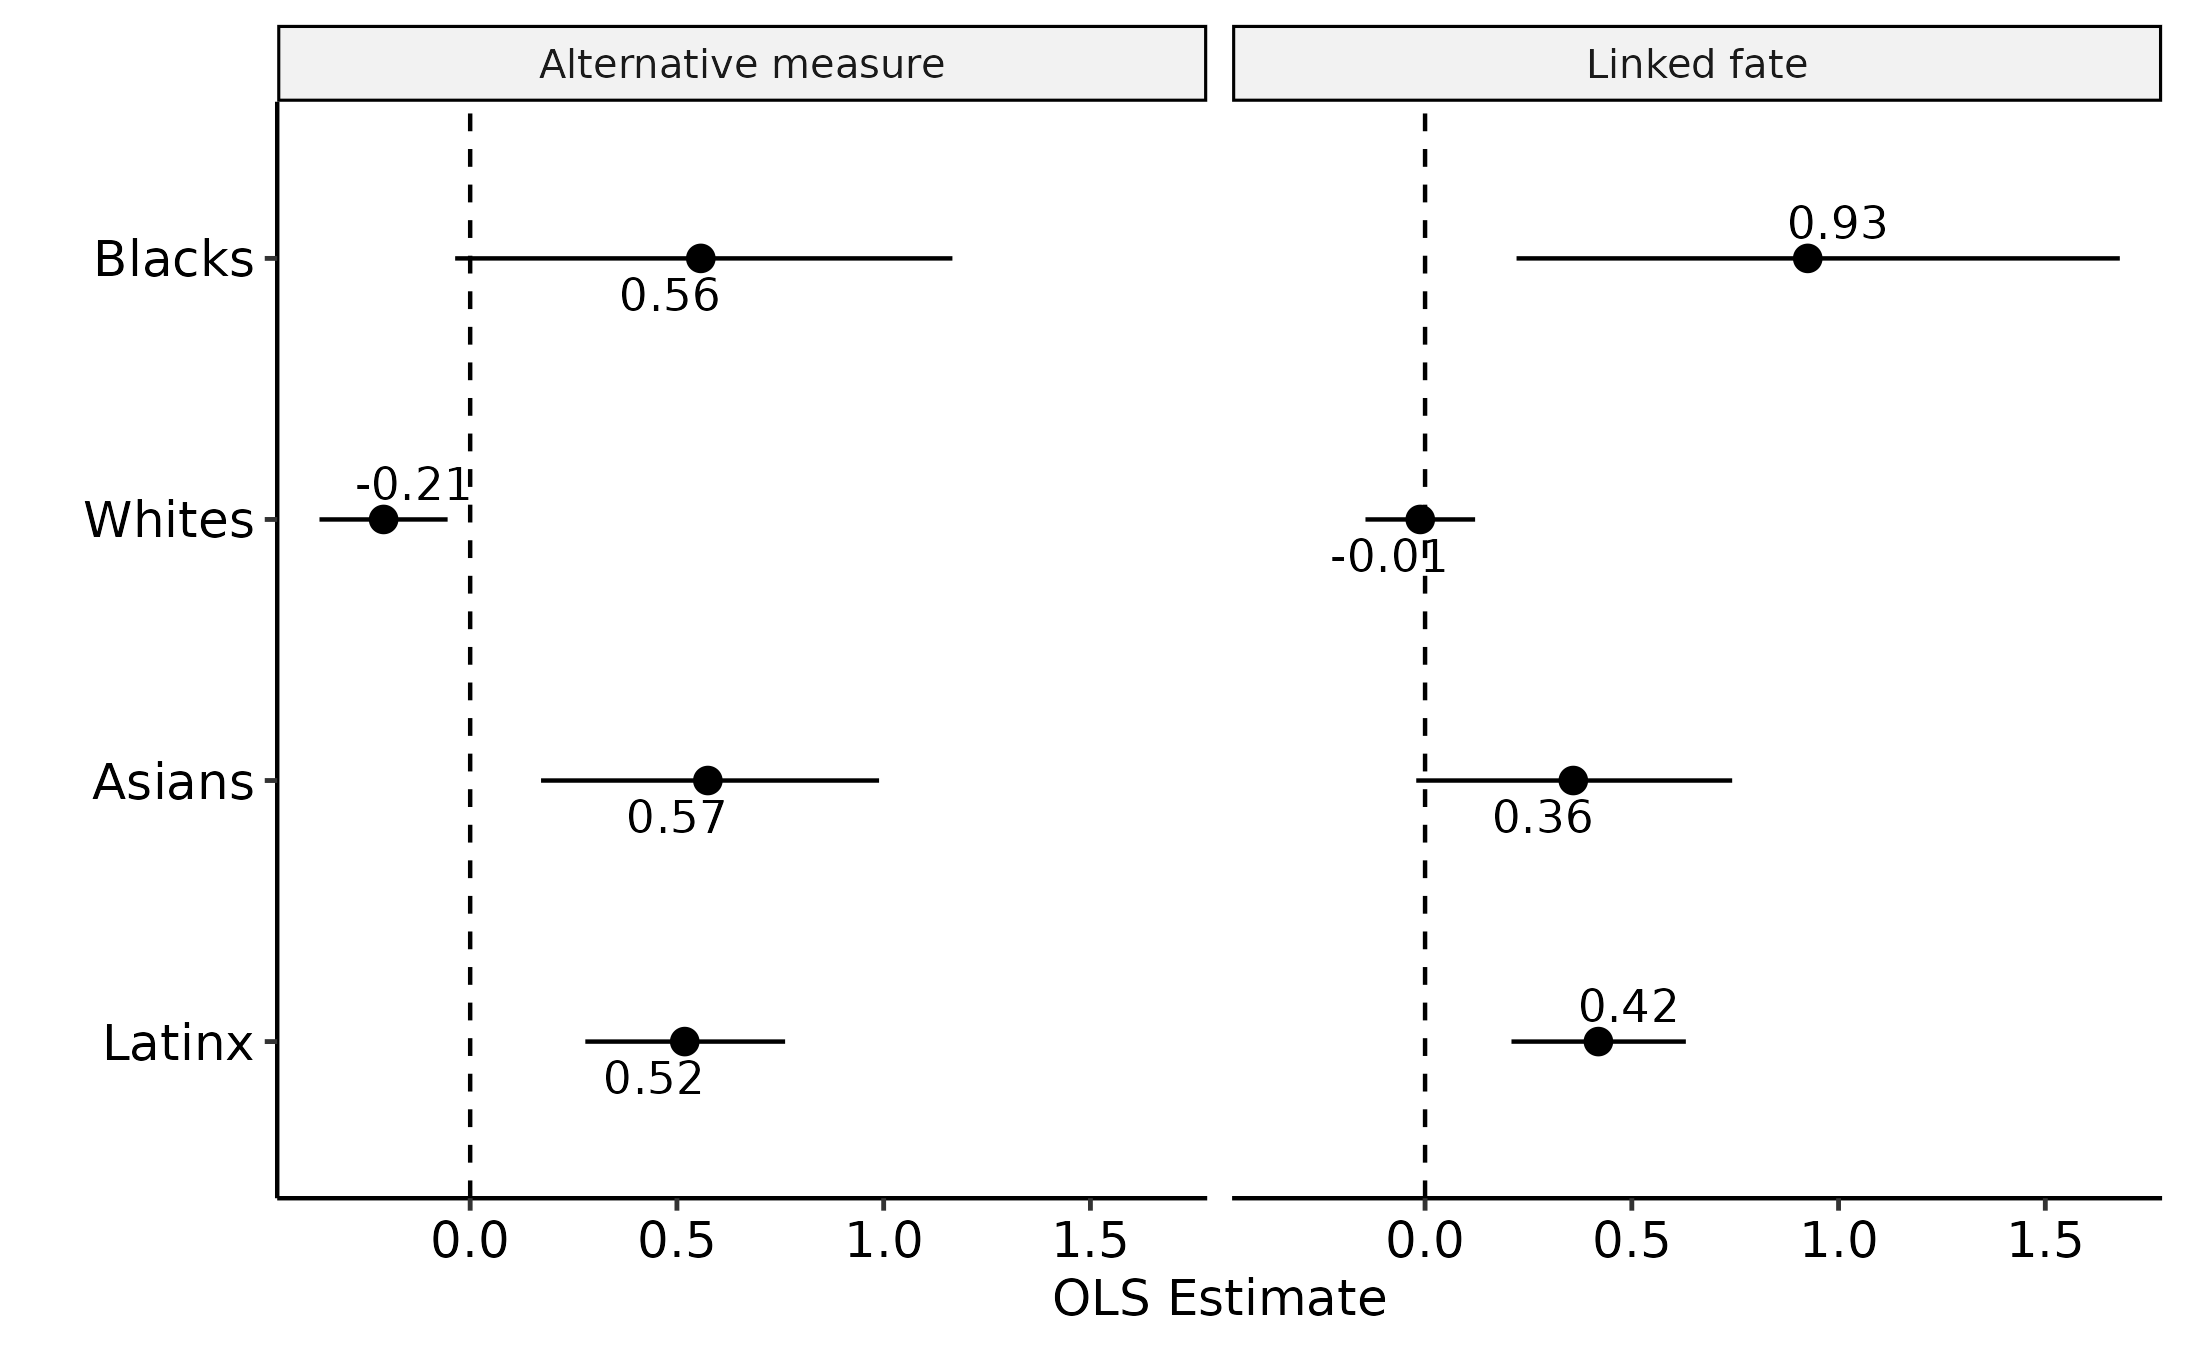 Alternative measure
Linked fate
Blacks
0.56
0.93
Whites
-0.21
-0.01
Asians
0.57
0.36
Latinx
0.52
0.42
0.0 0.5 1.0 1.5
0.0 0.5 1.0 1.5
OLS Estimate